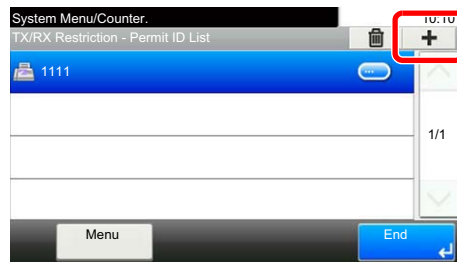 System Menu/Counter. 10:10
TX/RX Restriction - Permit ID List
1111
1/1
Menu End